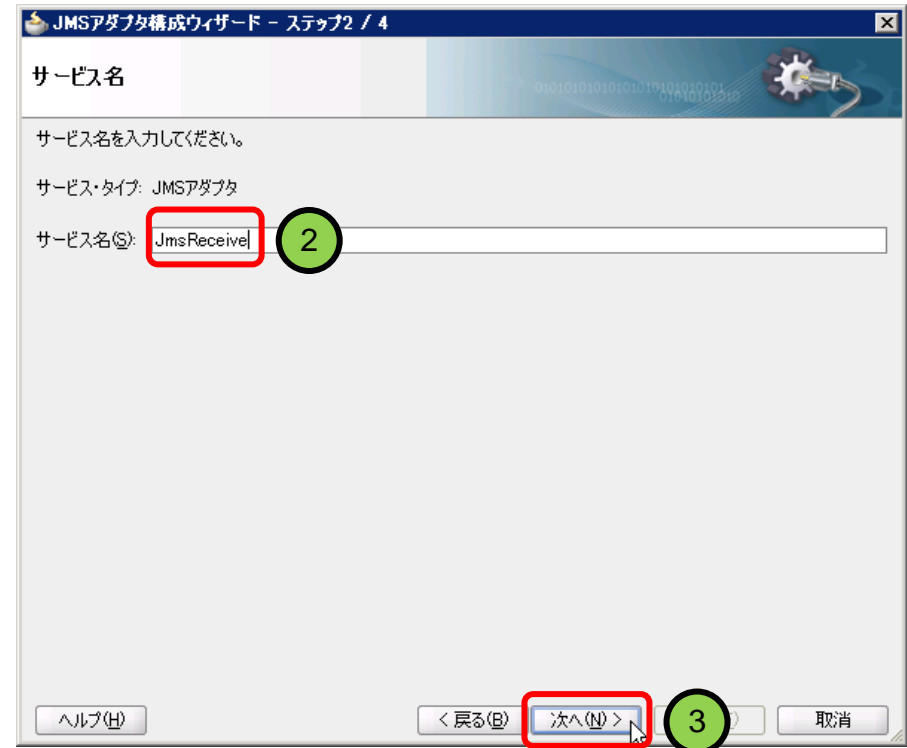 JMSアダプタ構成ウィザード - ステップ2 / 4
サービス名
サービス名を入力してください。
サービス・タイプ: JMSアダプタ
サービス名(S): JmsReceive 2
ヘルプ(H) < 戻る(B) 次へ(N) > 3 取消